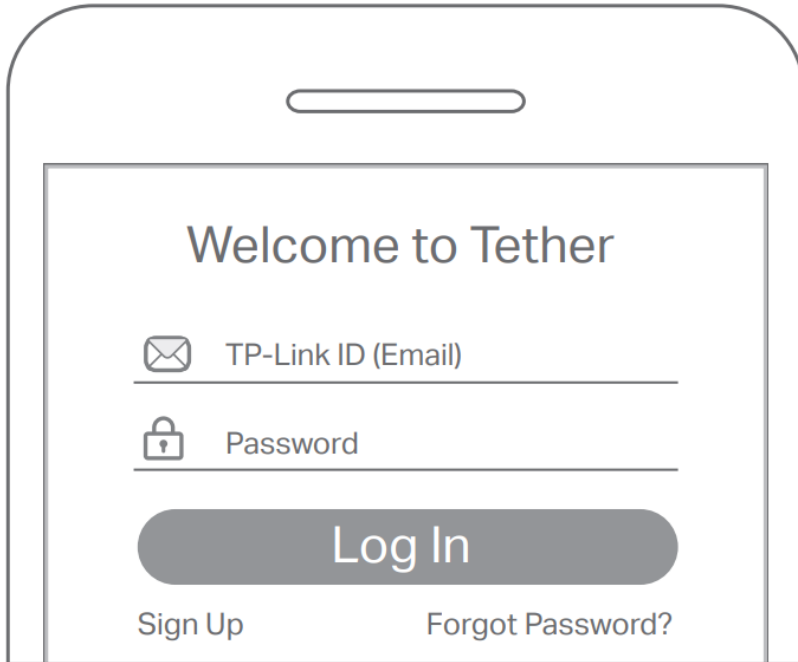 Welcome to Tether
TP-Link ID (Email)
Password
Log In
Sign Up Forgot Password?